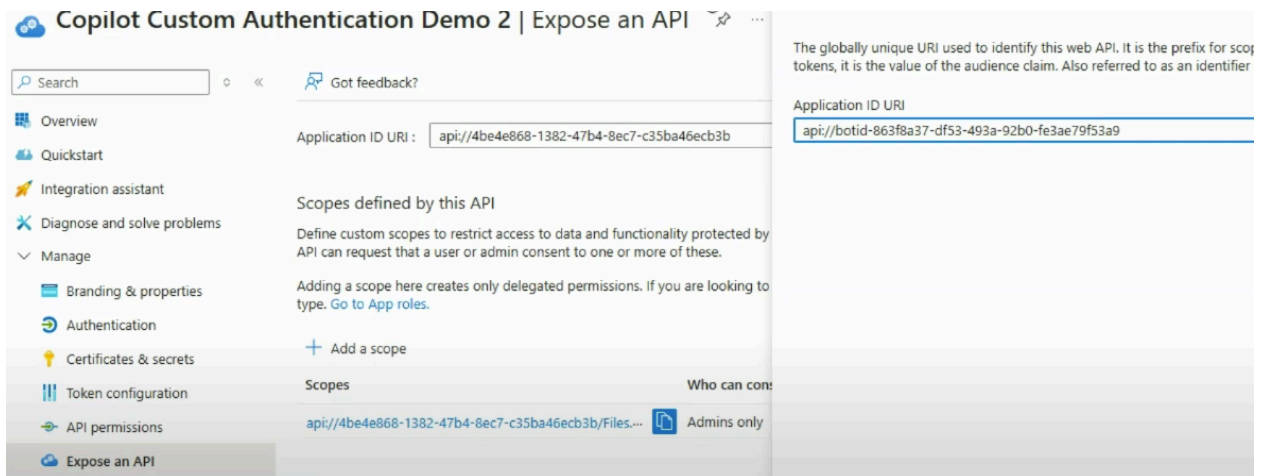 Copilot Custom Authentication Demo 2 | Expose an API
Search
Overview
Quickstart
Integration assistant
Diagnose and solve problems
Manage
Branding & properties
Authentication
Certificates & secrets
Token configuration
API permissions
Expose an API
Got feedback?
Application ID URI :
api://4be4e868-1382-47b4-8ec7-c35ba46ecb3b
Scopes defined by this API
Define custom scopes to restrict access to data and functionality protected by
API can request that a user or admin consent to one or more of these.
Adding a scope here creates only delegated permissions. If you are looking to
type. Go to App roles.
Add a scope
Scopes
Who can cons
api://4be4e868-1382-47b4-8ec7-c35ba46ecb3b/Files....
Admins only
The globally unique URI used to identify this web API. It is the prefix for scop
tokens, it is the value of the audience claim. Also referred to as an identifier
Application ID URI
api://botid-863f8a37-df53-493a-92b0-fe3ae79f53a9